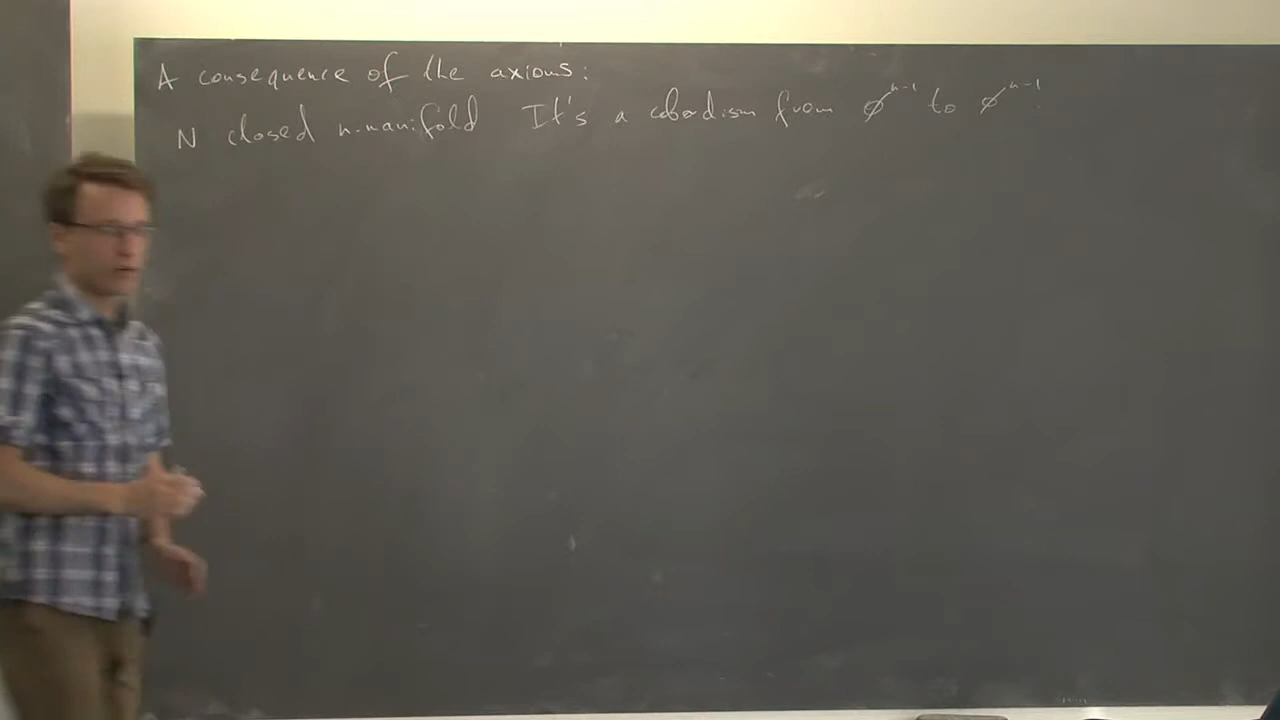 A consequence of the axioms:
N closed n-manifold It's a cobordism from ∅ⁿ⁻¹ to ∅ⁿ⁻¹.